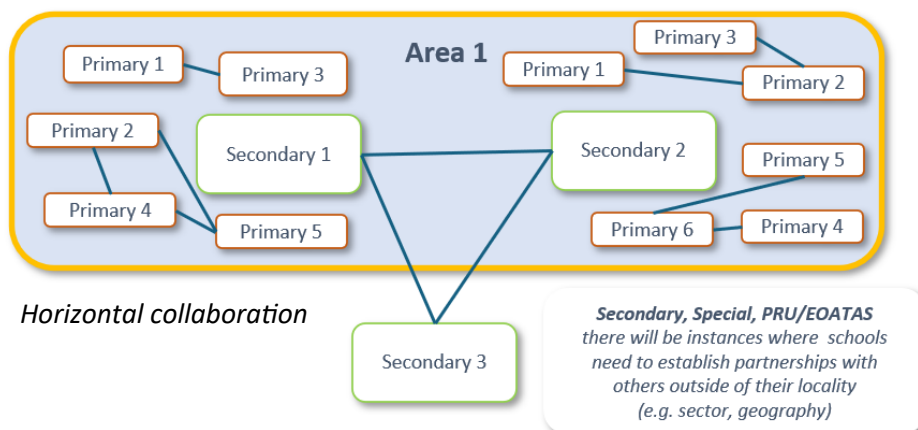 Area 1
Primary 1
Primary 3
Primary 2
Primary 4
Primary 5
Secondary 1
Primary 3
Primary 1
Primary 2
Secondary 2
Primary 5
Primary 6
Primary 4
Horizontal collaboration
Secondary 3
Secondary, Special, PRU/EOATAS
there will be instances where schools
need to establish partnerships with
others outside of their locality
(e.g. sector, geography)